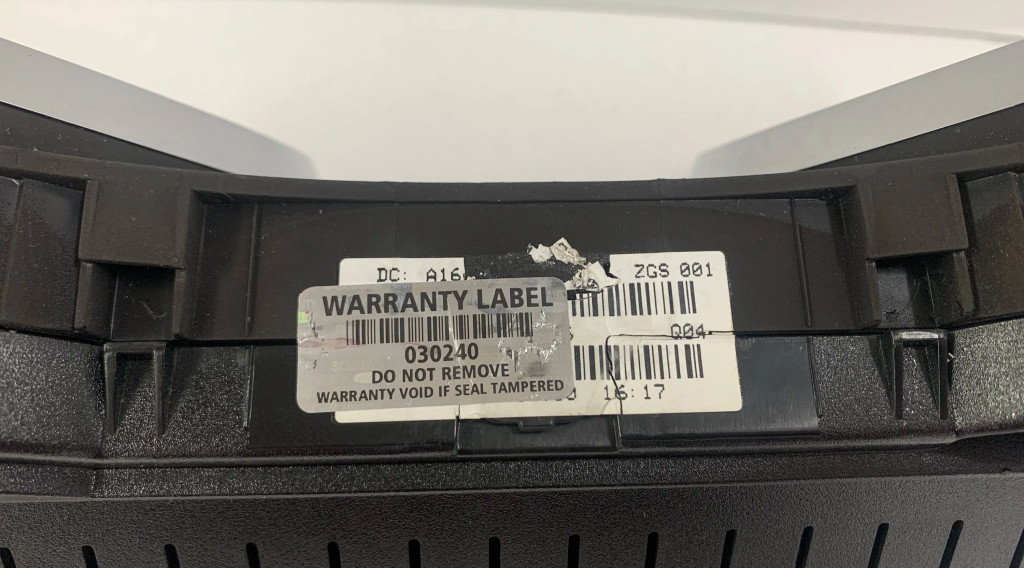 DC: A16
ZGS 001
WARRANTY LABEL
Q04
030240
DO NOT REMOVE
WARRANTY VOID IF SEAL TAMPERED
16:17